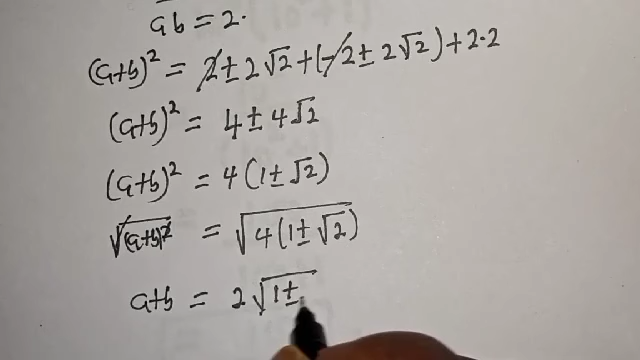 ab = 2.
(a+b)² = 2 ± 2√2 + (-2 ± 2√2) + 2·2
(a+b)² = 4 ± 4√2
(a+b)² = 4(1 ± √2)
√(a+b)² = √4(1 ± √2)
a+b = 2√1 ±